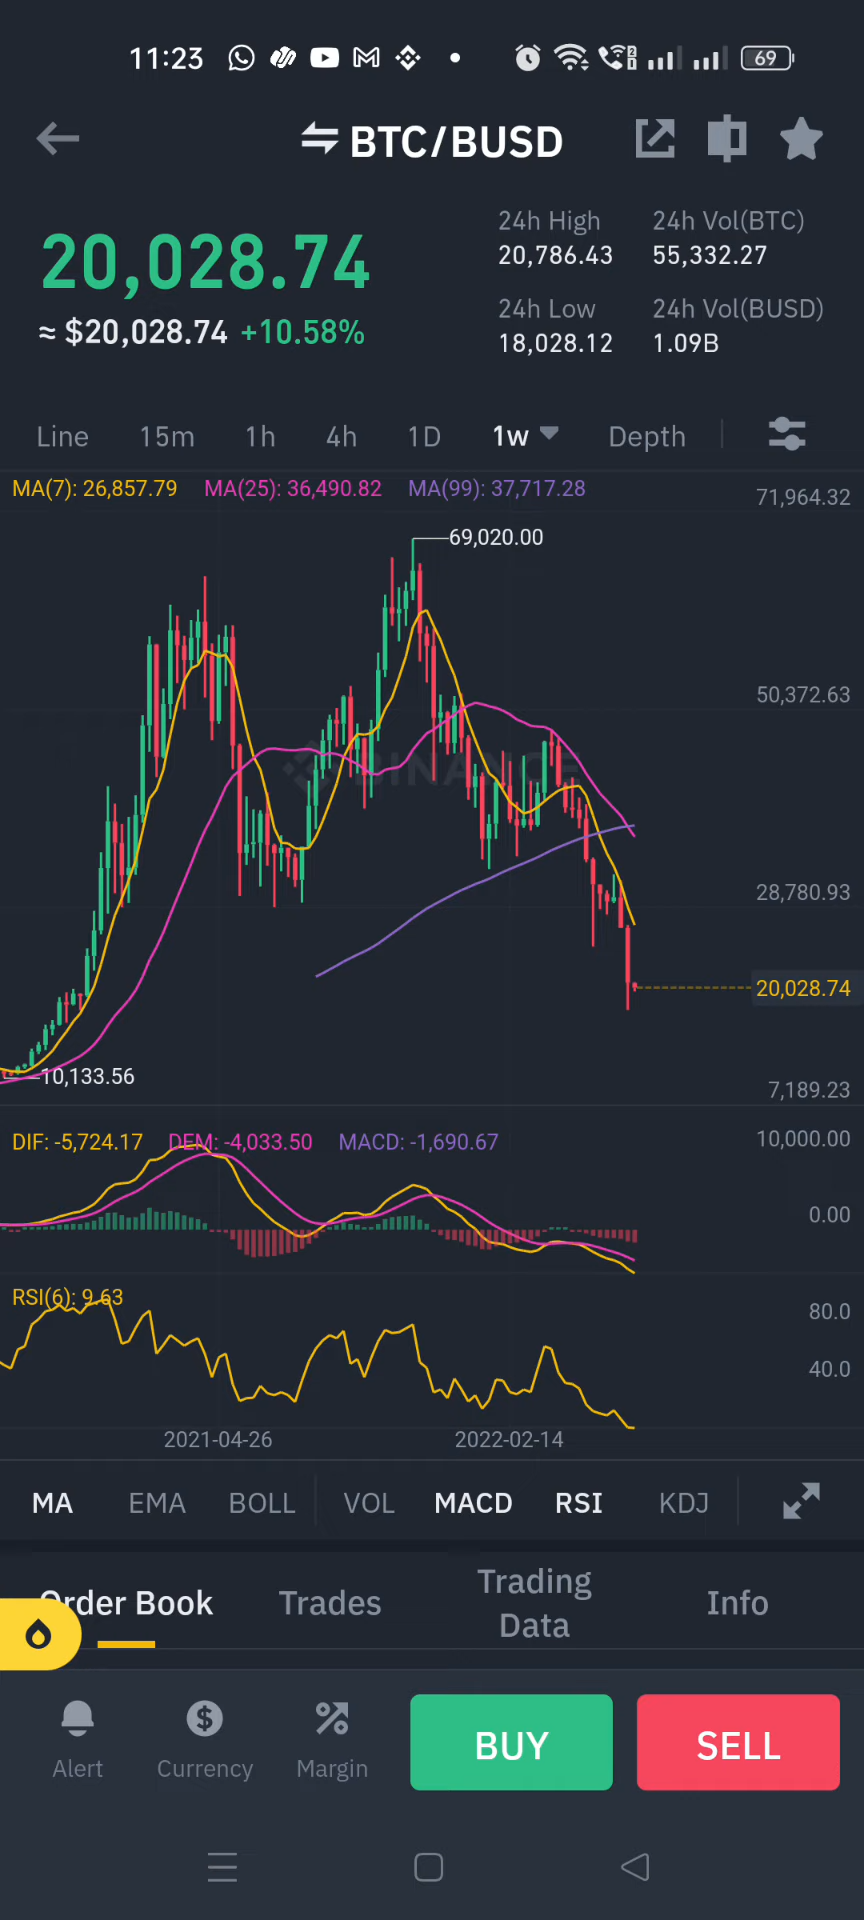 11:23
2
1
69
BTC/BUSD
20,028.74
≈ $20,028.74 +10.58%
24h High
20,786.43
24h Vol(BTC)
55,332.27
24h Low
18,028.12
24h Vol(BUSD)
1.09B
Line 15m 1h 4h 1D 1w Depth
MA(7): 26,857.79 MA(25): 36,490.82 MA(99): 37,717.28
71,964.32
69,020.00
50,372.63
BINANCE
28,780.93
20,028.74
10,133.56
7,189.23
DIF: -5,724.17 DEM: -4,033.50 MACD: -1,690.67
10,000.00
0.00
RSI(6): 9.63
80.0
40.0
2021-04-26 2022-02-14
MA EMA BOLL VOL MACD RSI KDJ
Order Book Trades Trading Data Info
Alert Currency Margin BUY SELL